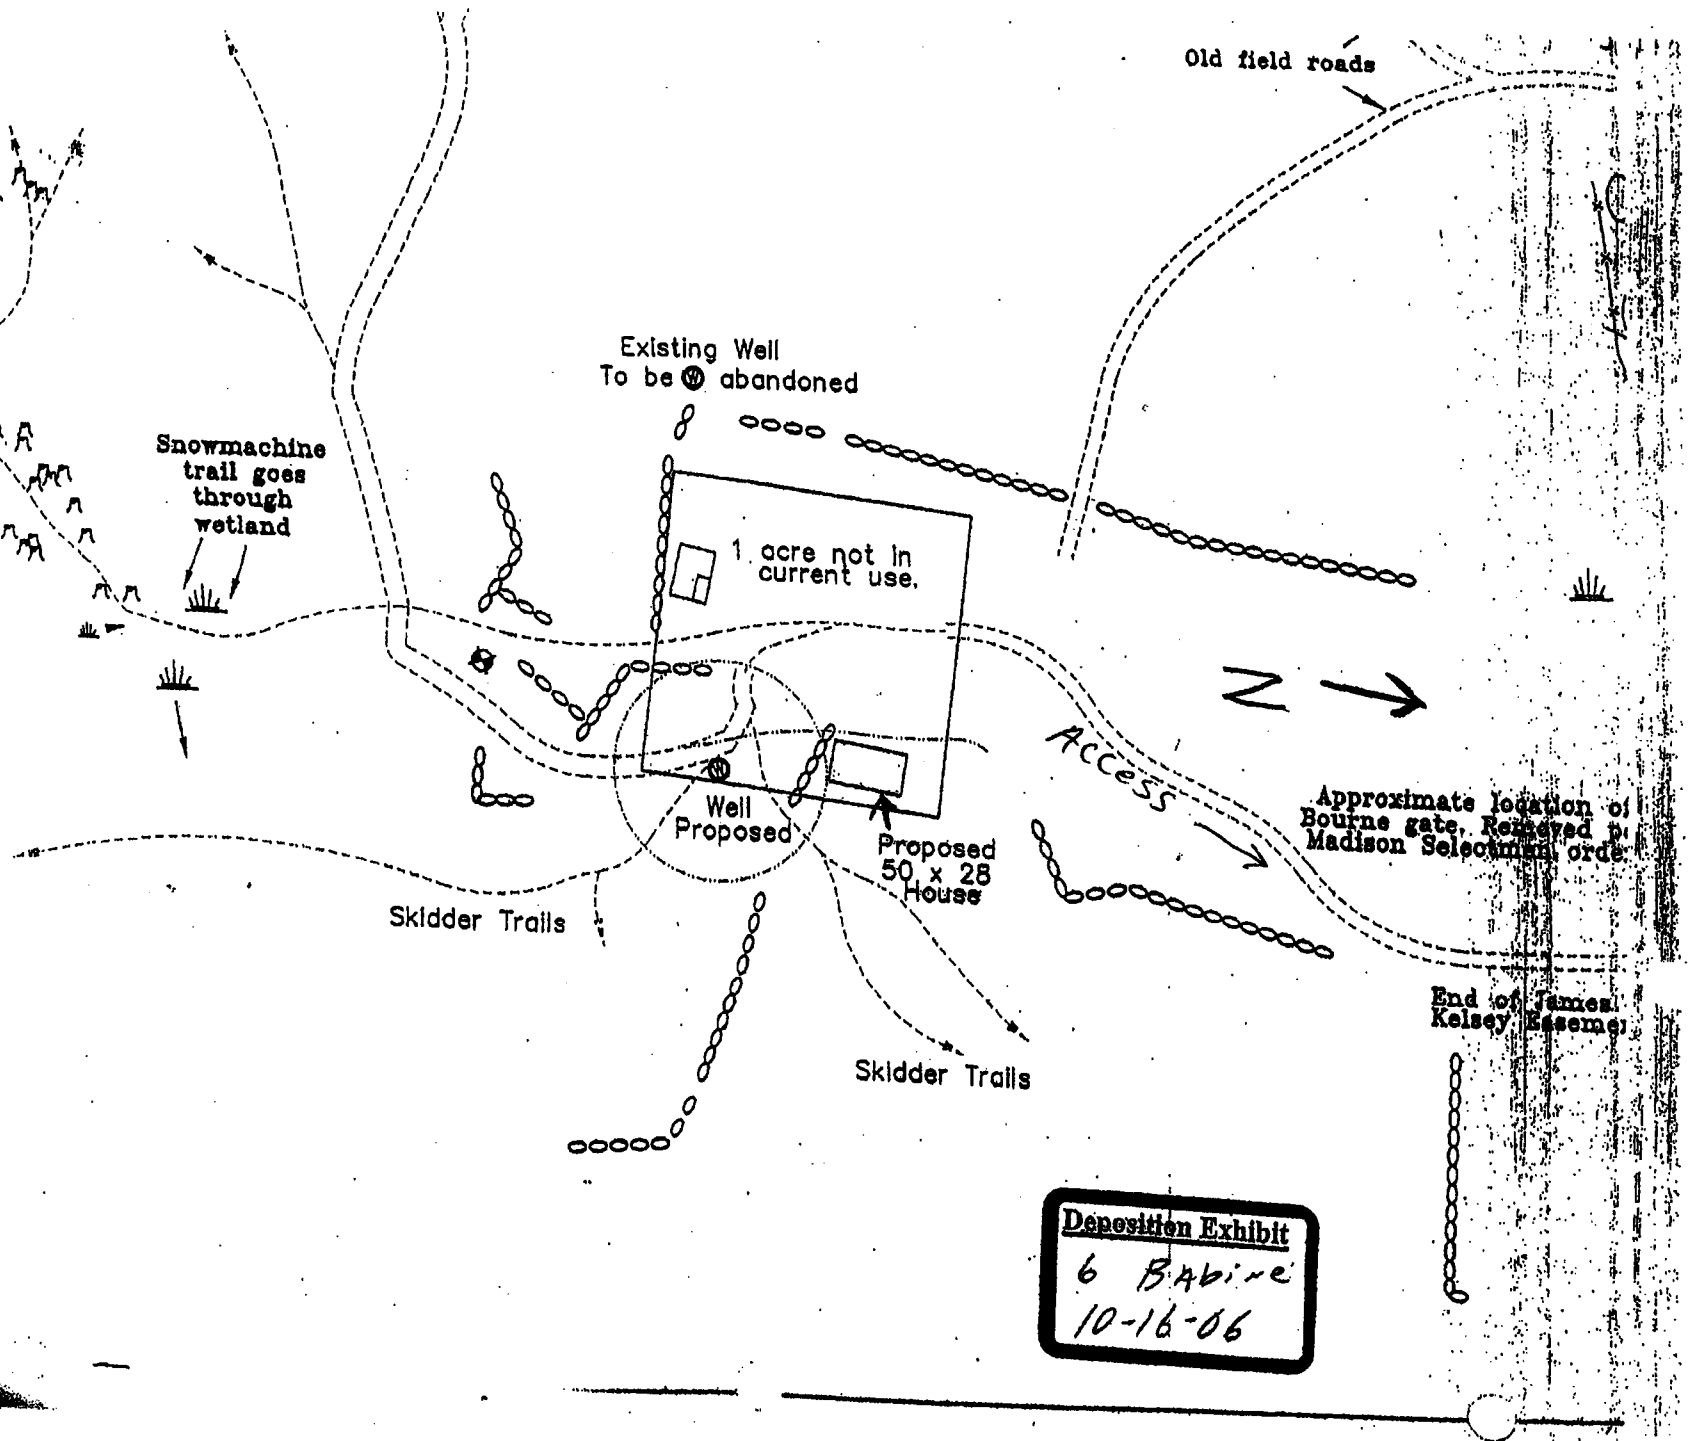 Old field roads
Existing Well
To be W abandoned
Snowmachine
trail goes
through
wetland
1 acre not in
current use.
N
Access
Approximate location of
Bourne gate. Removed
Madison Selectman
W
Well
Proposed
Proposed
50 x 28
House
Skidder Trails
End of James
Kelsey
Skidder Trails
Deposition Exhibit
6 Babine
10-16-06